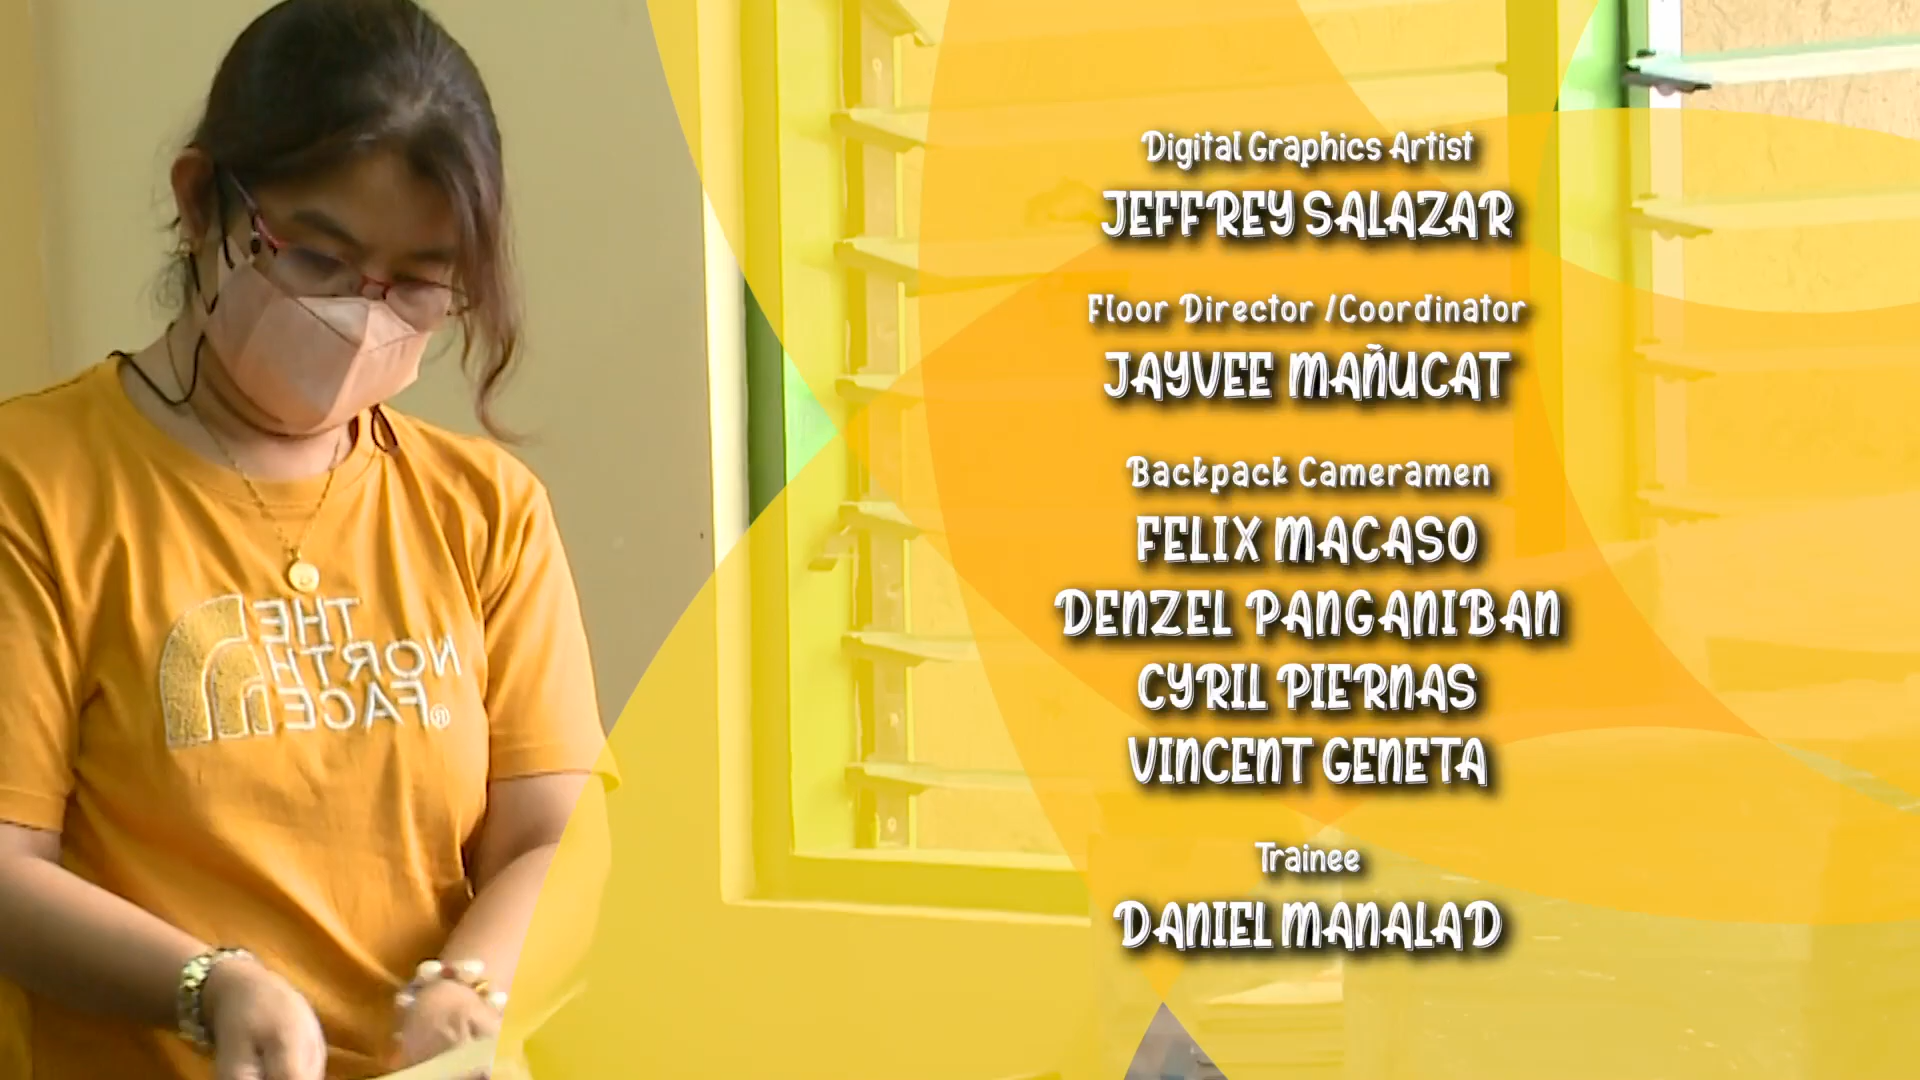 Digital Graphics Artist
JEFFREY SALAZAR
Floor Director /Coordinator
JAYVEE MAÑUCAT
Backpack Cameramen
FELIX MACASO
DENZEL PANGANIBAN
CYRIL PIERNAS
VINCENT GENETA
Trainee
DANIEL MANALAD
THE
NORTH
FACE®